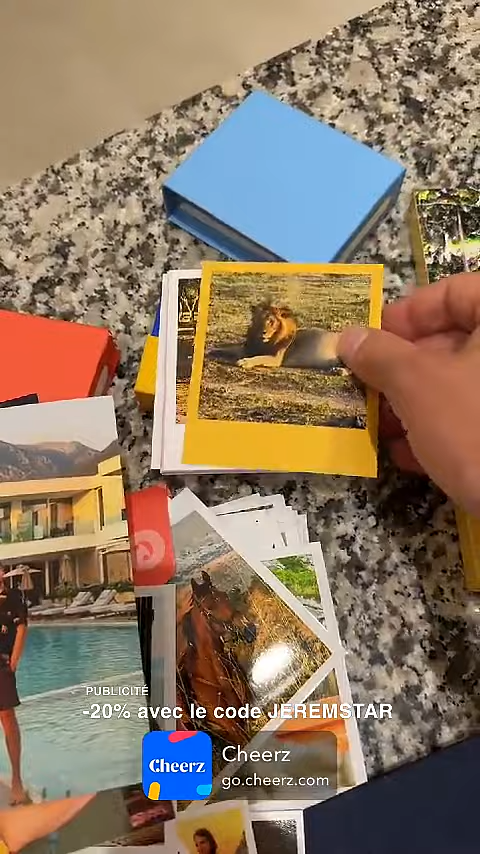 PUBLICITÉ
-20% avec le code JEREMSTAR
Cheerz
Cheerz
go.cheerz.com